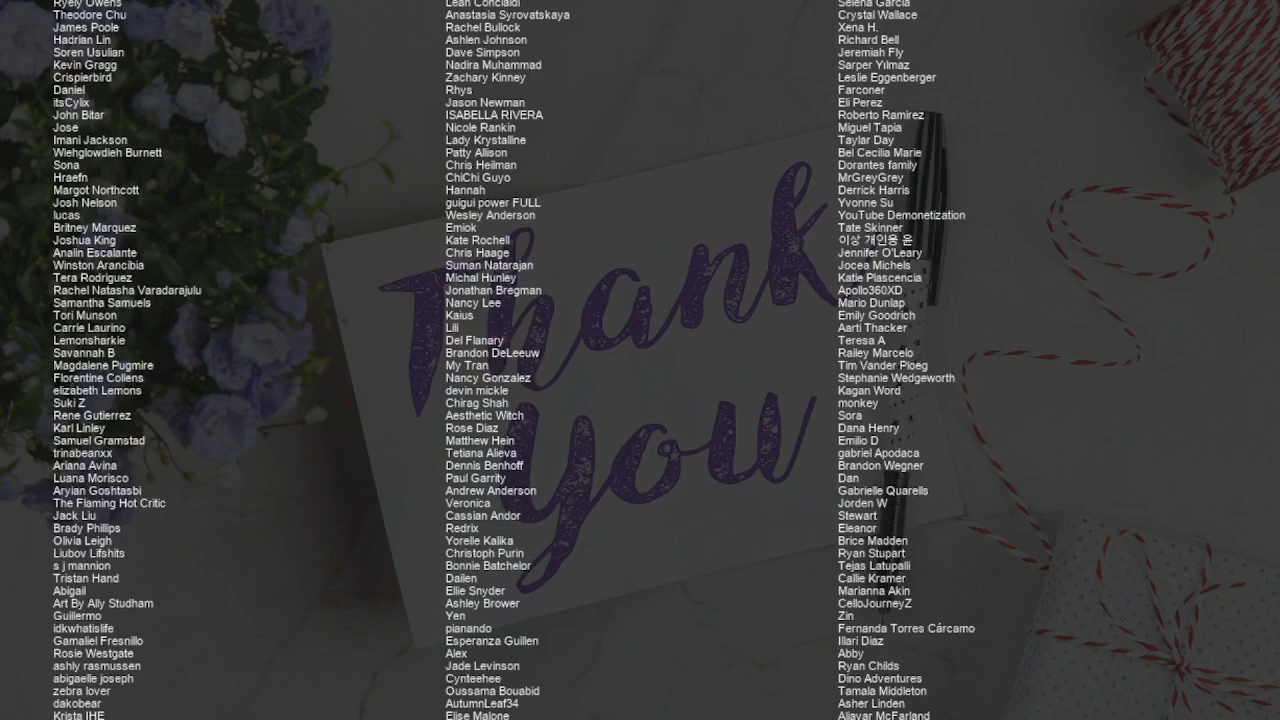 Ryely Owens
Theodore Chu
James Poole
Hadrian Lin
Soren Usulian
Kevin Gragg
Crispierbird
Daniel
itsCylix
John Bitar
Jose
Imani Jackson
Wlehglowdieh Burnett
Sona
Hraefn
Margot Northcott
Josh Nelson
lucas
Britney Marquez
Joshua King
Analin Escalante
Winston Arancibia
Tera Rodriguez
Rachel Natasha Varadarajulu
Samantha Samuels
Tori Munson
Carrie Laurino
Lemonsharkie
Savannah B
Magdalene Pugmire
Florentine Collens
elizabeth Lemons
Suki Z
Rene Gutierrez
Karl Linley
Samuel Gramstad
trinabeanxx
Ariana Avina
Luana Morisco
Aryian Goshtasbi
The Flaming Hot Critic
Jack Liu
Brady Phillips
Olivia Leigh
Liubov Lifshits
s j mannion
Tristan Hand
Abigail
Art By Ally Studham
Guillermo
idkwhatislife
Gamaliel Fresnillo
Rosie Westgate
ashly rasmussen
abigaelle joseph
zebra lover
dakobear
Krista IHE
Leah Concialdi
Anastasia Syrovatskaya
Rachel Bullock
Ashlen Johnson
Dave Simpson
Nadira Muhammad
Zachary Kinney
Rhys
Jason Newman
ISABELLA RIVERA
Nicole Rankin
Lady Krystalline
Patty Allison
Chris Heilman
ChiChi Guyo
Hannah
guigui power FULL
Wesley Anderson
Emiok
Kate Rochell
Chris Haage
Suman Natarajan
Michal Hunley
Jonathan Bregman
Nancy Lee
Kaius
Lili
Del Flanary
Brandon DeLeeuw
My Tran
Nancy Gonzalez
devin mickle
Chirag Shah
Aesthetic Witch
Rose Diaz
Matthew Hein
Tetiana Alieva
Dennis Benhoff
Paul Garrity
Andrew Anderson
Veronica
Cassian Andor
Redrix
Yorelle Kalika
Christoph Purin
Bonnie Batchelor
Dailen
Ellie Snyder
Ashley Brower
Yen
pianando
Esperanza Guillen
Alex
Jade Levinson
Cynteehee
Oussama Bouabid
AutumnLeaf34
Elise Malone
Selena Garcia
Crystal Wallace
Xena H.
Richard Bell
Jeremiah Fly
Sarper Yılmaz
Leslie Eggenberger
Farconer
Eli Perez
Roberto Ramirez
Miguel Tapia
Taylar Day
Bel Cecilia Marie
Dorantes family
MrGreyGrey
Derrick Harris
Yvonne Su
YouTube Demonetization
Tate Skinner
이상 개인용 윤
Jennifer O'Leary
Jocea Michels
Katie Plascencia
Apollo360XD
Mario Dunlap
Emily Goodrich
Aarti Thacker
Teresa A
Railey Marcelo
Tim Vander Ploeg
Stephanie Wedgeworth
Kagan Word
monkey
Sora
Dana Henry
Emilio D
gabriel Apodaca
Brandon Wegner
Dan
Gabrielle Quarells
Jorden W
Stewart
Eleanor
Brice Madden
Ryan Stupart
Tejas Latupalli
Callie Kramer
Marianna Akin
CelloJourneyZ
Zin
Fernanda Torres Cárcamo
Illari Diaz
Abby
Ryan Childs
Dino Adventures
Tamala Middleton
Asher Linden
Aliayar McFarland
Thank
you